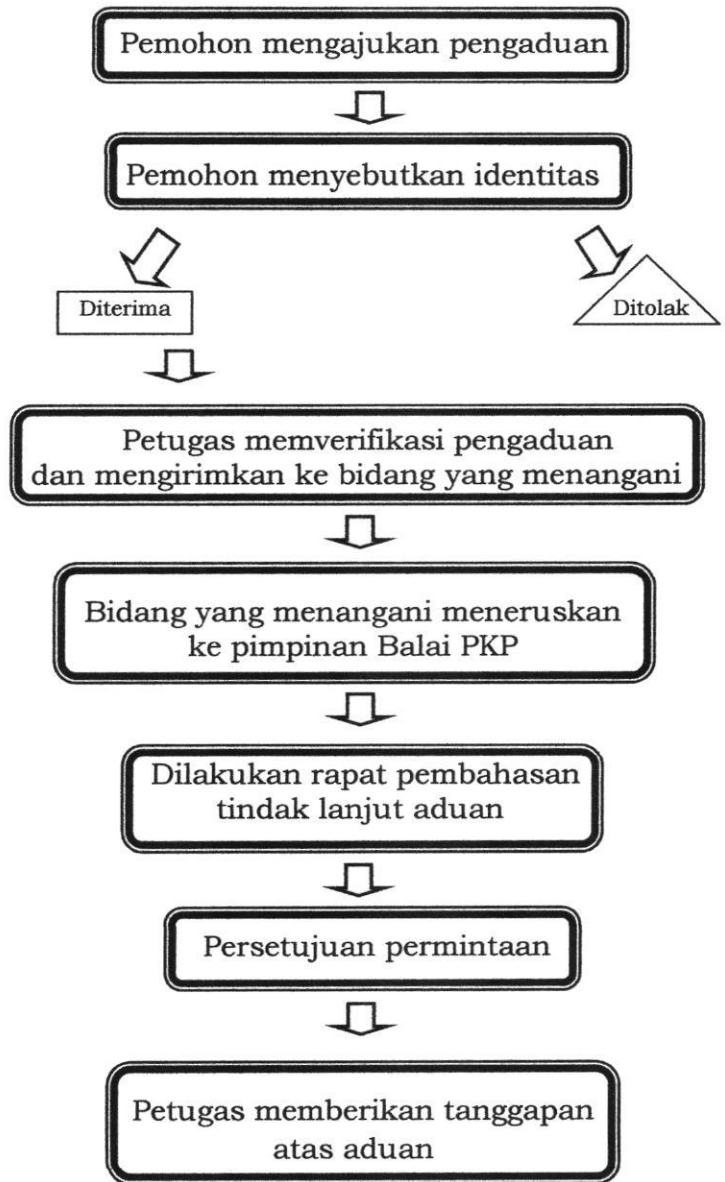 Pemohon mengajukan pengaduan
Pemohon menyebutkan identitas
Diterima
Ditolak
Petugas memverifikasi pengaduan
dan mengirimkan ke bidang yang menangani
Bidang yang menangani meneruskan
ke pimpinan Balai PKP
Dilakukan rapat pembahasan
tindak lanjut aduan
Persetujuan permintaan
Petugas memberikan tanggapan
atas aduan